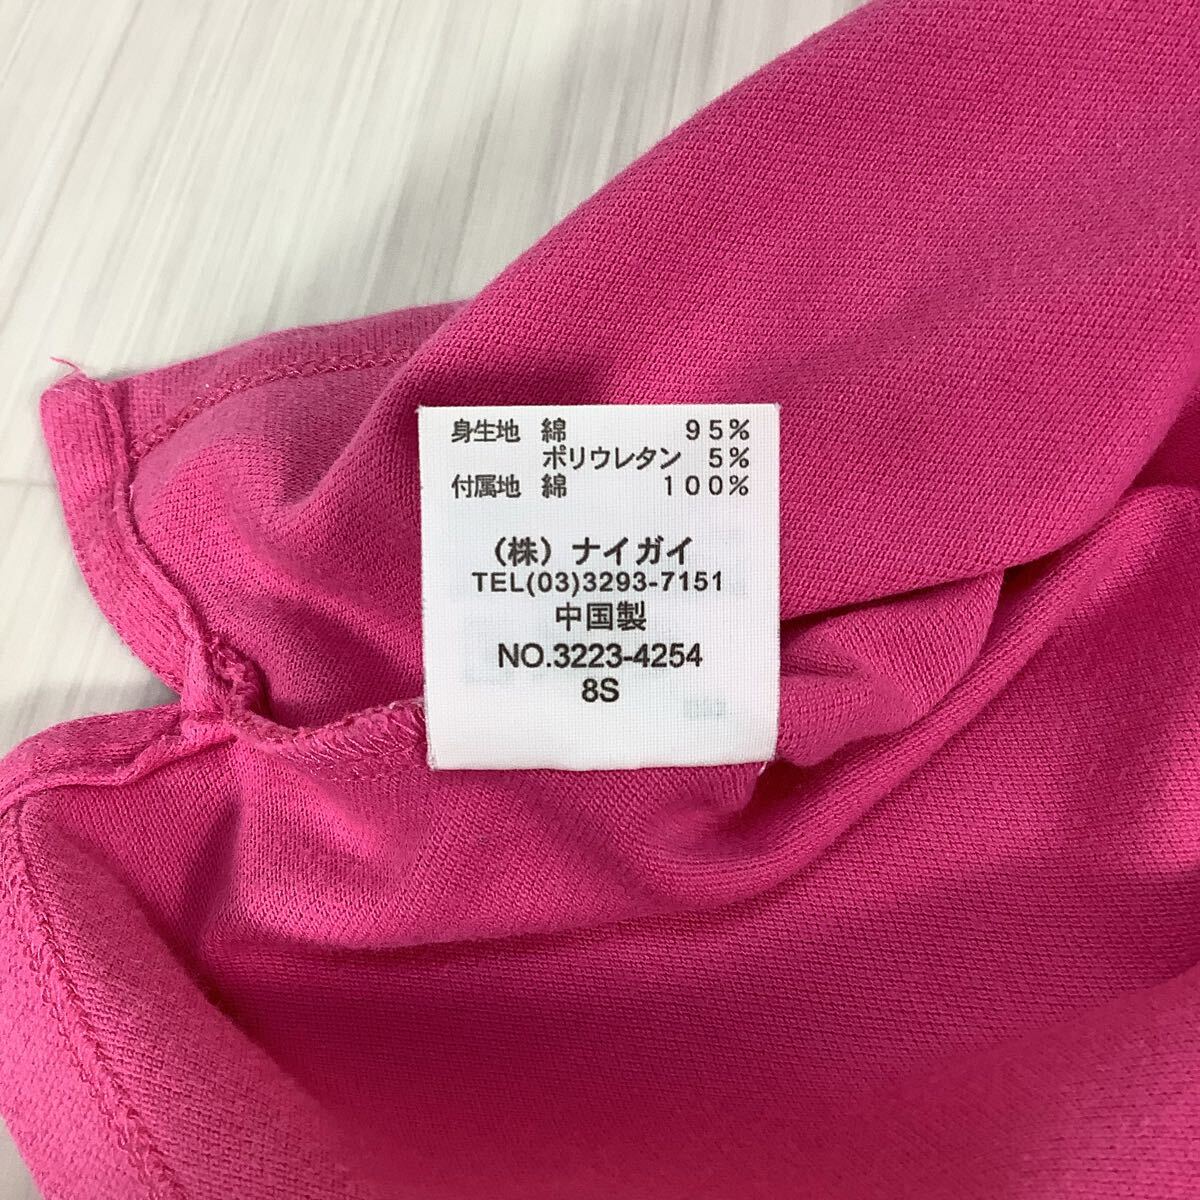 身生地 綿 95%
ポリウレタン 5%
付属地 綿 100%
(株)ナイガイ
TEL(03)3293-7151
中国製
NO.3223-4254
8S